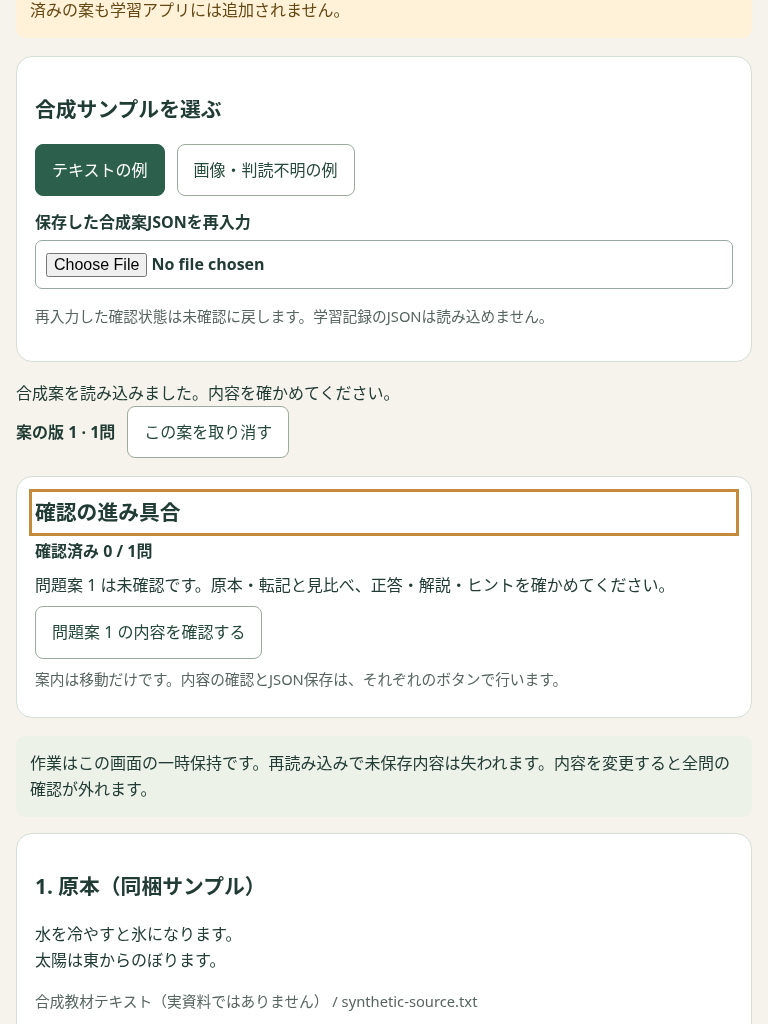 済みの案も学習アプリには追加されません。
合成サンプルを選ぶ
テキストの例
画像・判読不明の例
保存した合成案JSONを再入力
Choose File No file chosen
再入力した確認状態は未確認に戻します。学習記録のJSONは読み込めません。
合成案を読み込みました。内容を確かめてください。
案の版 1 · 1問
この案を取り消す
確認の進み具合
確認済み 0 / 1問
問題案 1 は未確認です。原本・転記と見比べ、正答・解説・ヒントを確かめてください。
問題案 1 の内容を確認する
案内は移動だけです。内容の確認とJSON保存は、それぞれのボタンで行います。
作業はこの画面の一時保持です。再読み込みで未保存内容は失われます。内容を変更すると全問の
確認が外れます。
1. 原本（同梱サンプル）
水を冷やすと氷になります。
太陽は東からのぼります。
合成教材テキスト（実資料ではありません） / synthetic-source.txt